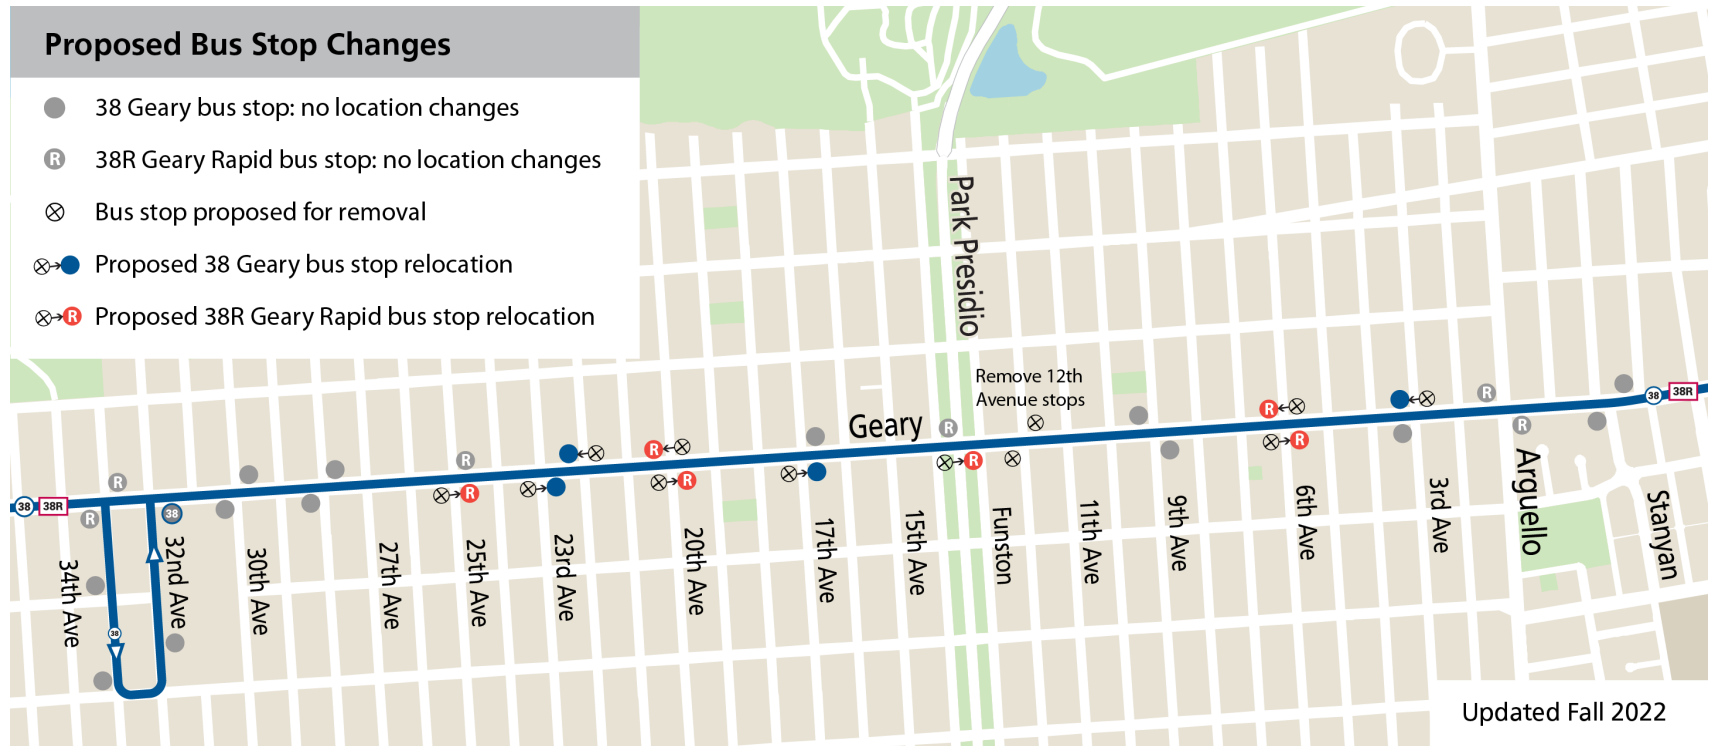 Proposed Bus Stop Changes
38 Geary bus stop: no location changes
R
38R Geary Rapid bus stop: no location changes
Bus stop proposed for removal
Proposed 38 Geary bus stop relocation
R
Proposed 38R Geary Rapid bus stop relocation
Park Presidio
Remove 12th
Avenue stops
Geary
R
R
R
38
38R
R
R
R
R
R
R
R
R
R
38
38R
R
38
34th Ave
32nd Ave
30th Ave
27th Ave
25th Ave
23rd Ave
20th Ave
17th Ave
15th Ave
Funston
11th Ave
9th Ave
6th Ave
3rd Ave
Arguello
Stanyan
38
Updated Fall 2022